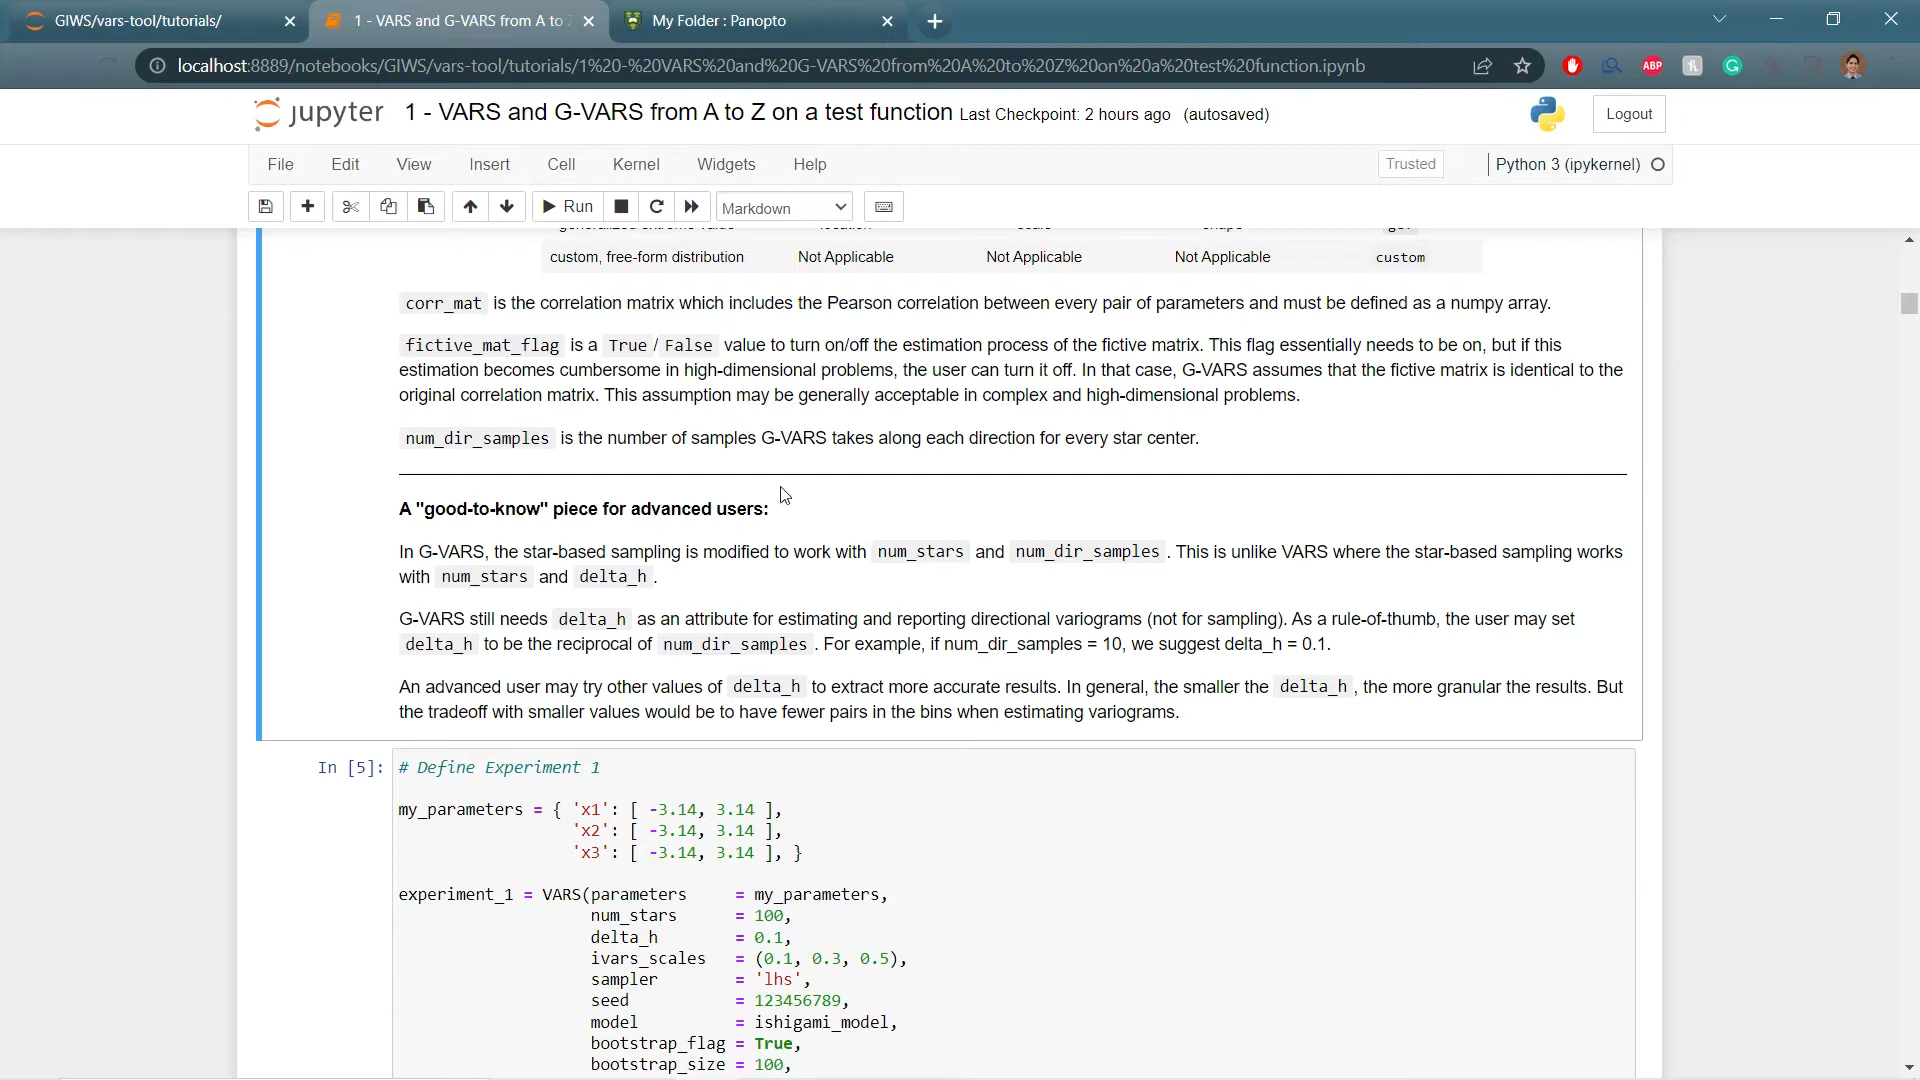 GIWS/vars-tool/tutorials/
1 - VARS and G-VARS from A to Z
My Folder : Panopto
localhost:8889/notebooks/GIWS/vars-tool/tutorials/1%20-%20VARS%20and%20G-VARS%20from%20A%20to%20Z%20on%20a%20test%20function.ipynb
ABP
jupyter 1 - VARS and G-VARS from A to Z on a test function Last Checkpoint: 2 hours ago (autosaved)
Logout
File Edit View Insert Cell Kernel Widgets Help
Trusted
Python 3 (ipykernel)
Run
Markdown
generalized extreme value location scale shape gev
custom, free-form distribution Not Applicable Not Applicable Not Applicable custom
corr_mat is the correlation matrix which includes the Pearson correlation between every pair of parameters and must be defined as a numpy array.
fictive_mat_flag is a True / False value to turn on/off the estimation process of the fictive matrix. This flag essentially needs to be on, but if this
estimation becomes cumbersome in high-dimensional problems, the user can turn it off. In that case, G-VARS assumes that the fictive matrix is identical to the
original correlation matrix. This assumption may be generally acceptable in complex and high-dimensional problems.
num_dir_samples is the number of samples G-VARS takes along each direction for every star center.
A "good-to-know" piece for advanced users:
In G-VARS, the star-based sampling is modified to work with num_stars and num_dir_samples . This is unlike VARS where the star-based sampling works
with num_stars and delta_h .
G-VARS still needs delta_h as an attribute for estimating and reporting directional variograms (not for sampling). As a rule-of-thumb, the user may set
delta_h to be the reciprocal of num_dir_samples . For example, if num_dir_samples = 10, we suggest delta_h = 0.1.
An advanced user may try other values of delta_h to extract more accurate results. In general, the smaller the delta_h , the more granular the results. But
the tradeoff with smaller values would be to have fewer pairs in the bins when estimating variograms.
In [5]: # Define Experiment 1
my_parameters = { 'x1': [ -3.14, 3.14 ],
'x2': [ -3.14, 3.14 ],
'x3': [ -3.14, 3.14 ], }
experiment_1 = VARS(parameters = my_parameters,
num_stars = 100,
delta_h = 0.1,
ivars_scales = (0.1, 0.3, 0.5),
sampler = 'lhs',
seed = 123456789,
model = ishigami_model,
bootstrap_flag = True,
bootstrap_size = 100,